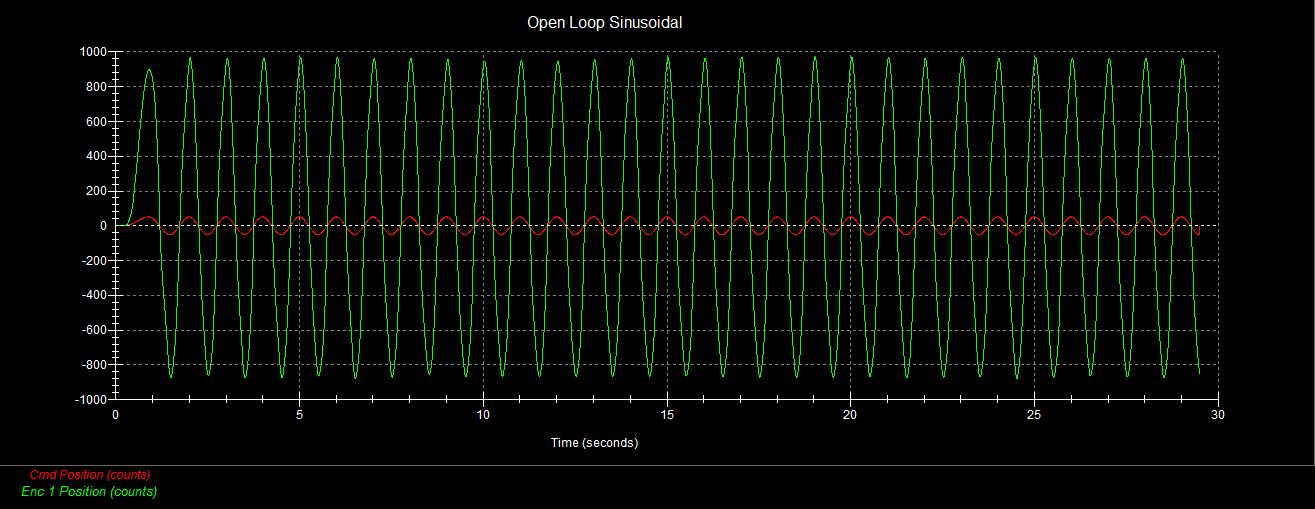 Open Loop Sinusoidal
1000
800
600
400
200
0
-200
-400
-600
-800
-1000
0 5 10 15 20 25 30
Time (seconds)
Cmd Position (counts)
Enc 1 Position (counts)